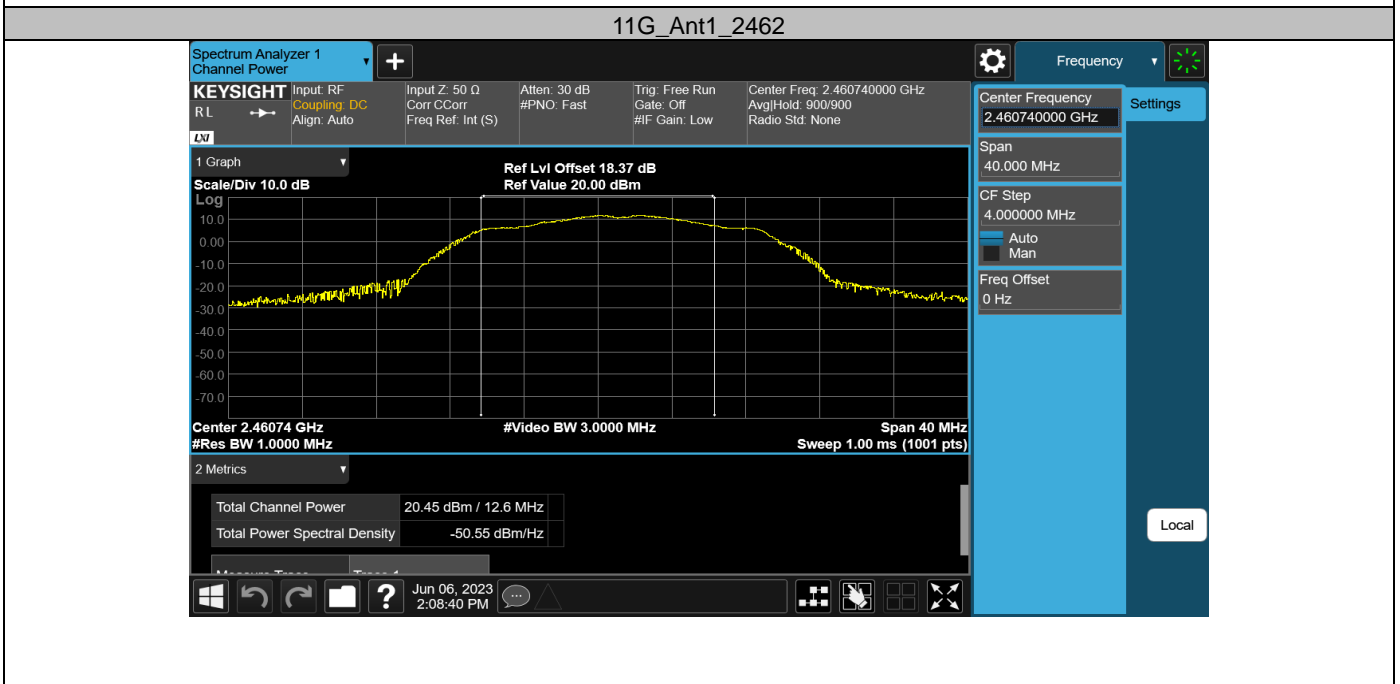 11G_Ant1_2462
Spectrum Analyzer 1
Channel Power
Frequency
KEYSIGHT
R L
LXI
Input: RF
Coupling: DC
Align: Auto
Input Z: 50 Ω
Corr CCorr
Freq Ref: Int (S)
Atten: 30 dB
#PNO: Fast
Trig: Free Run
Gate: Off
#IF Gain: Low
Center Freq: 2.460740000 GHz
Avg|Hold: 900/900
Radio Std: None
Center Frequency
2.460740000 GHz
Settings
Span
40.000 MHz
CF Step
4.000000 MHz
Auto
Man
Freq Offset
0 Hz
Local
1 Graph
Scale/Div 10.0 dB
Log
Ref Lvl Offset 18.37 dB
Ref Value 20.00 dBm
10.0
0.00
-10.0
-20.0
-30.0
-40.0
-50.0
-60.0
-70.0
Center 2.46074 GHz
#Res BW 1.0000 MHz
#Video BW 3.0000 MHz
Span 40 MHz
Sweep 1.00 ms (1001 pts)
2 Metrics
Total Channel Power 20.45 dBm / 12.6 MHz
Total Power Spectral Density -50.55 dBm/Hz
Measure Trace Trace 1
?
Jun 06, 2023
2:08:40 PM